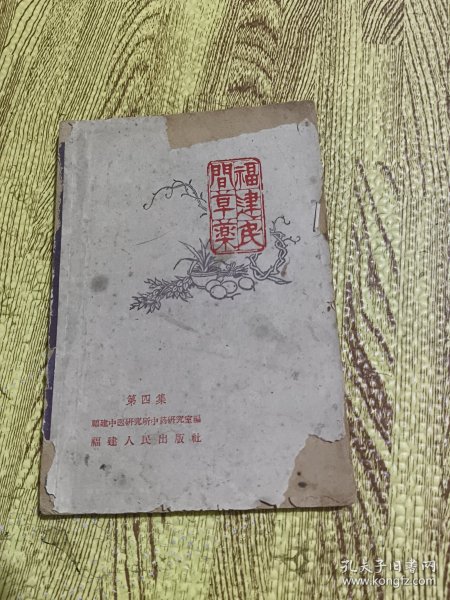 福建民
間草藥
第四集
福建中医研究所中药研究室編
福建人民出版社
孔夫子旧书网
www.kongfz.com